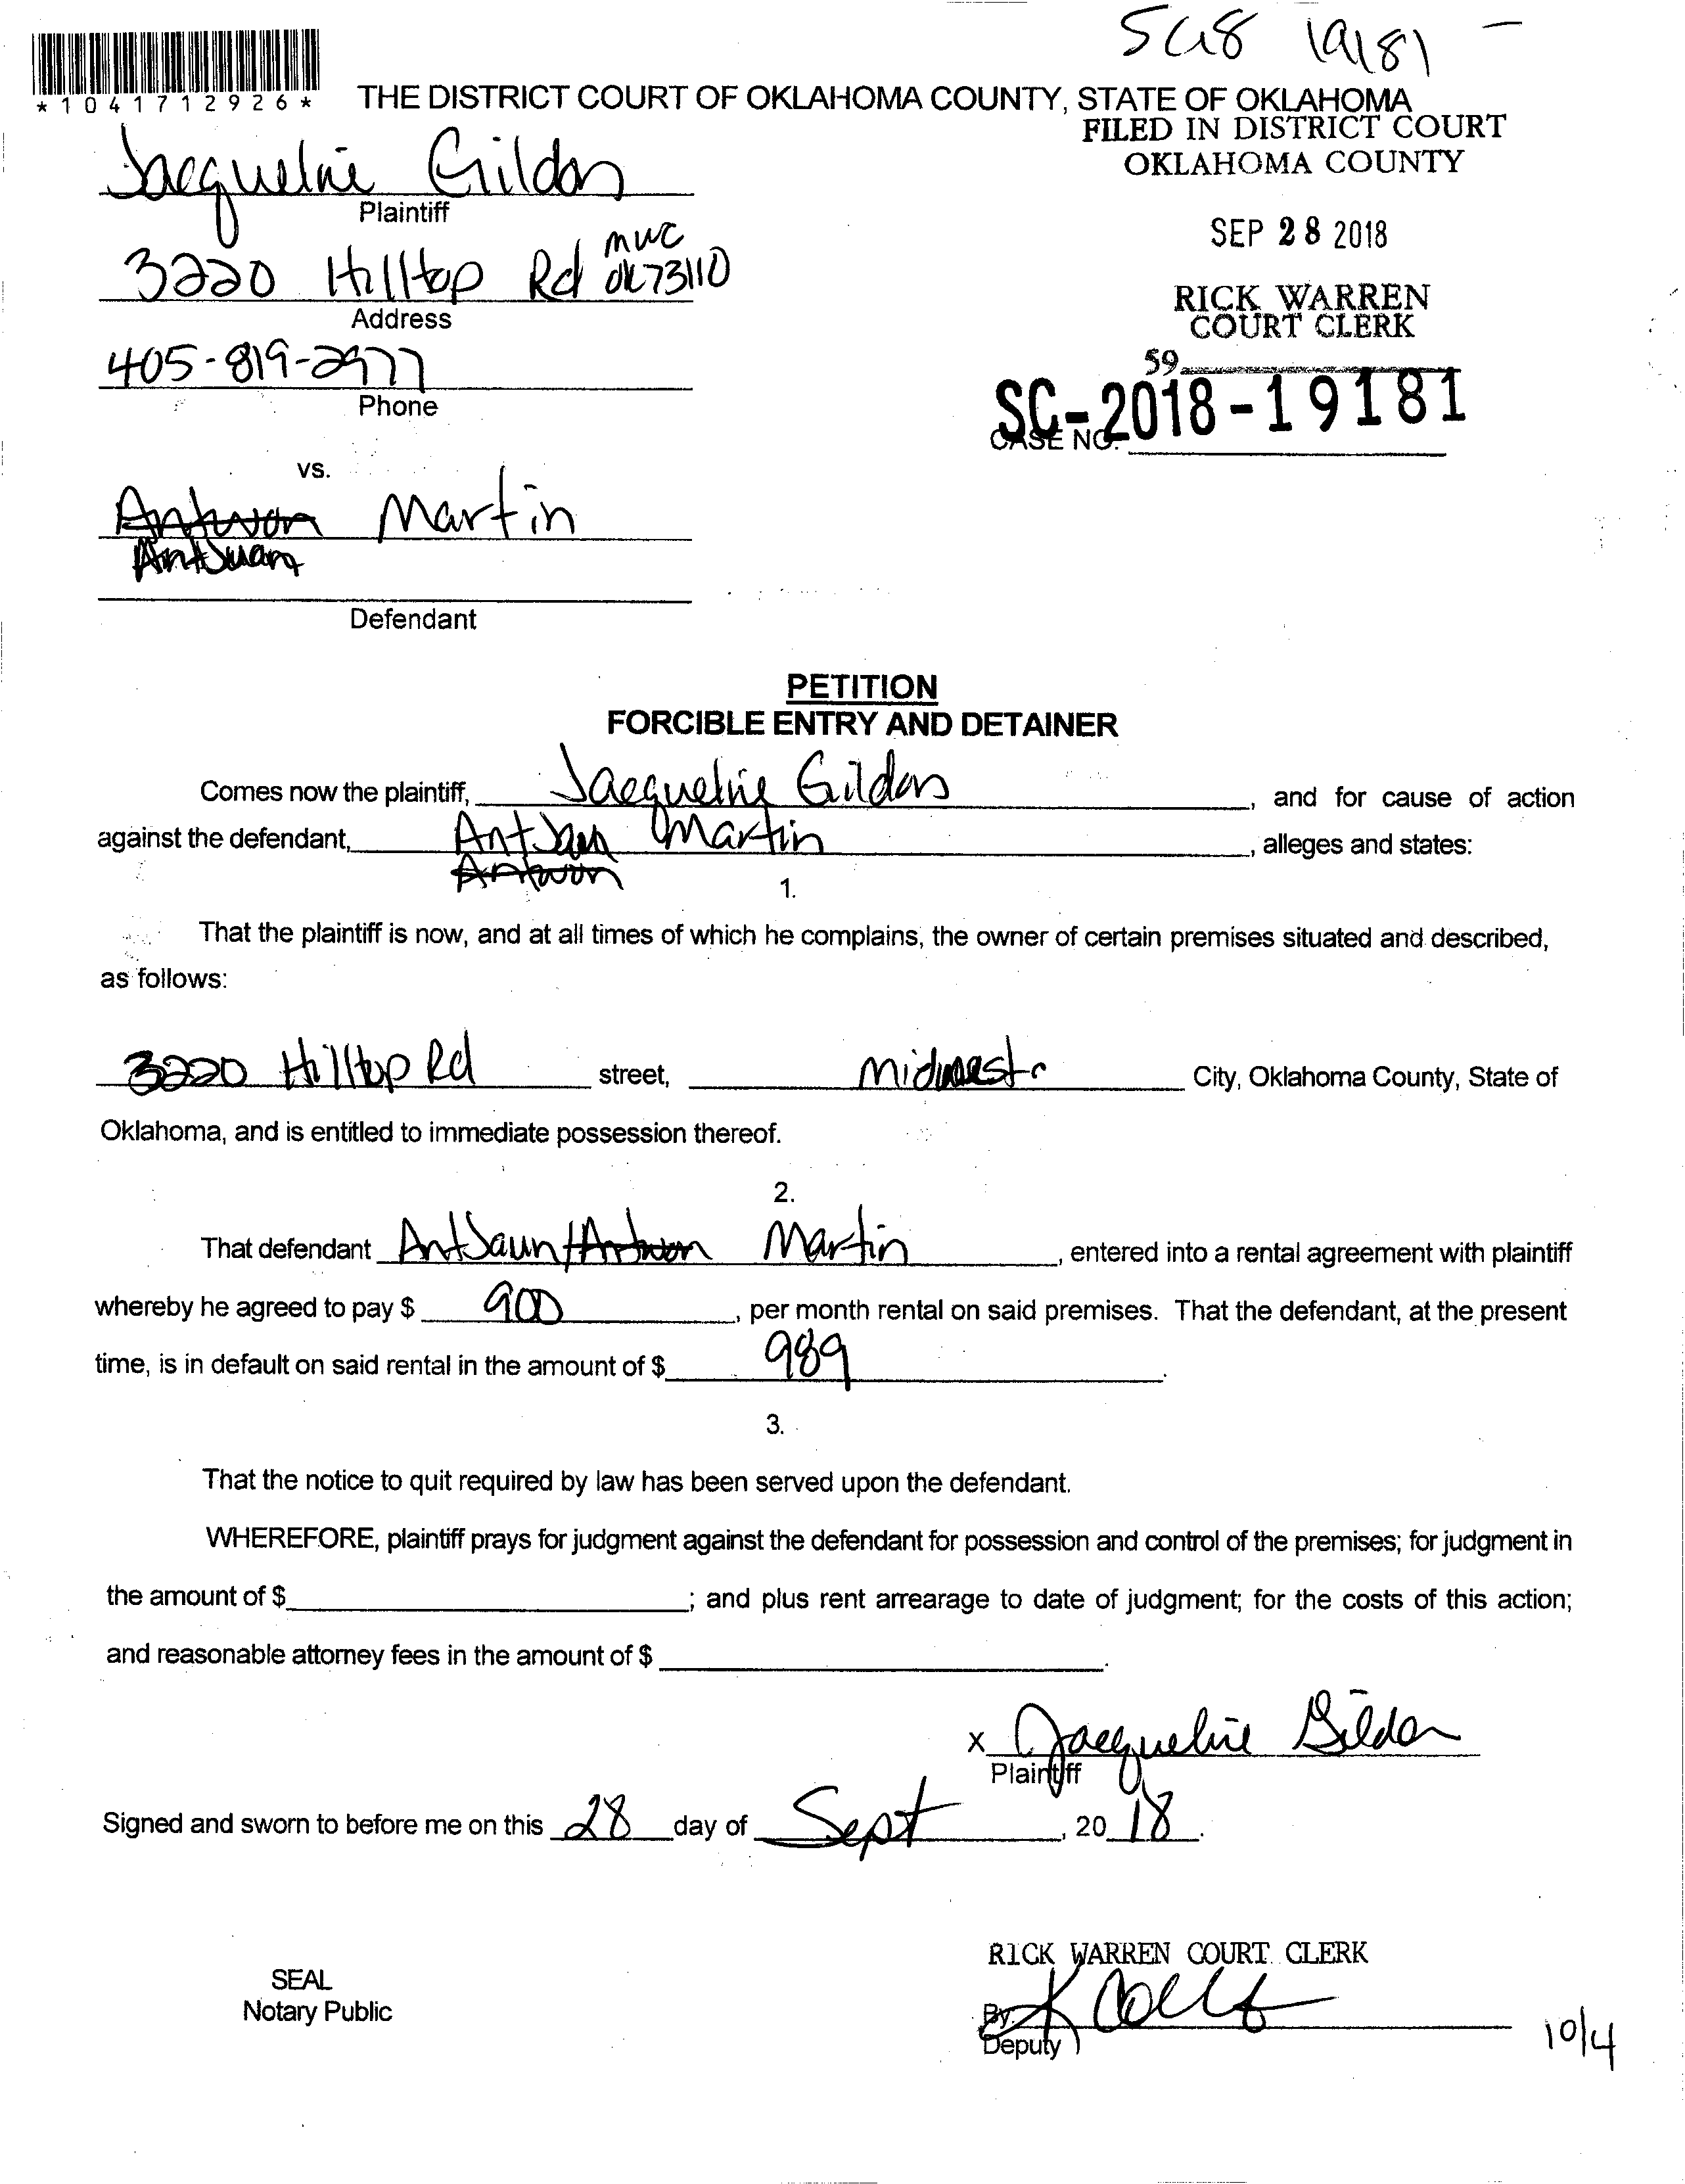 SC18 19181 -
*1041712926*
THE DISTRICT COURT OF OKLAHOMA COUNTY, STATE OF OKLAHOMA
FILED IN DISTRICT COURT
OKLAHOMA COUNTY
Jacqueline Gildon
Plaintiff
SEP 28 2018
mwc
3220 Hilltop Rd ok 73110
Address
RICK WARREN
COURT CLERK
405-819-2977
Phone
59
SC-2018-19181
CASE NO.
vs.
Antwon Martin
AntJuan
Defendant
PETITION
FORCIBLE ENTRY AND DETAINER
Comes now the plaintiff, Jacqueline Gildon, and for cause of action
against the defendant, Martin, alleges and states:
Antwon
1.
That the plaintiff is now, and at all times of which he complains, the owner of certain premises situated and described,
as follows:
3220 Hilltop Rd street, midwest City, Oklahoma County, State of
Oklahoma, and is entitled to immediate possession thereof.
2.
That defendant AntJaun/Antwon Martin, entered into a rental agreement with plaintiff
whereby he agreed to pay $ 900, per month rental on said premises. That the defendant, at the present
time, is in default on said rental in the amount of $ 989.
3.
That the notice to quit required by law has been served upon the defendant.
WHEREFORE, plaintiff prays for judgment against the defendant for possession and control of the premises; for judgment in
the amount of $ ; and plus rent arrearage to date of judgment; for the costs of this action;
and reasonable attorney fees in the amount of $ .
x Jacqueline Gildon
Plaintiff
Signed and sworn to before me on this 28 day of Sept, 20 18.
RICK WARREN COURT CLERK
SEAL
Notary Public
By:
Deputy
10/4